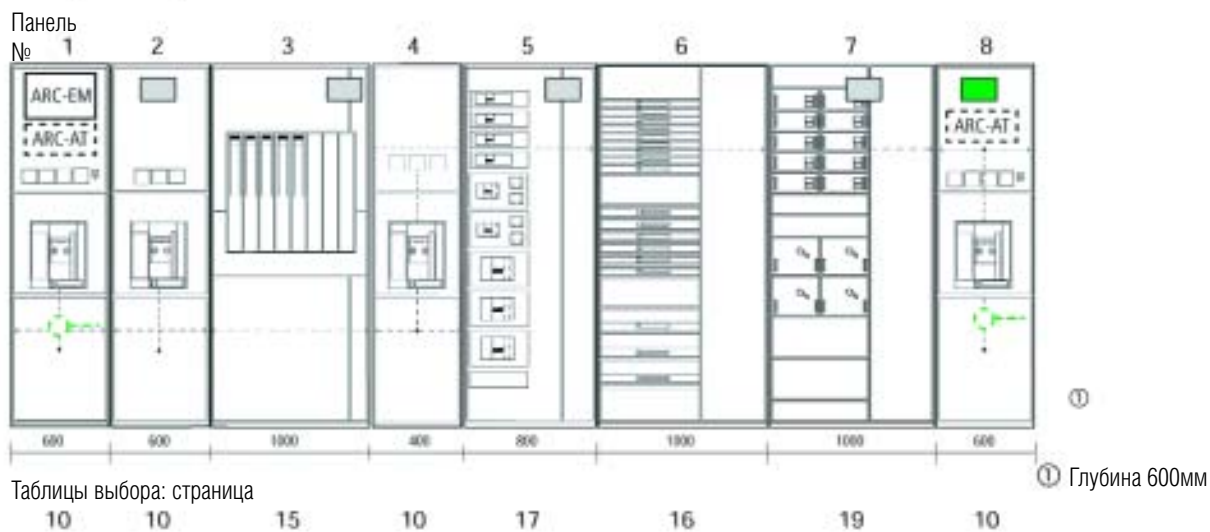 Панель
№ 1 2 3 4 5 6 7 8
ARC-EM
ARC-AT
ARC-AT
①
600 600 1000 400 800 1000 1000 600
① Глубина 600мм
Таблицы выбора: страница
10 10 15 10 17 16 19 10